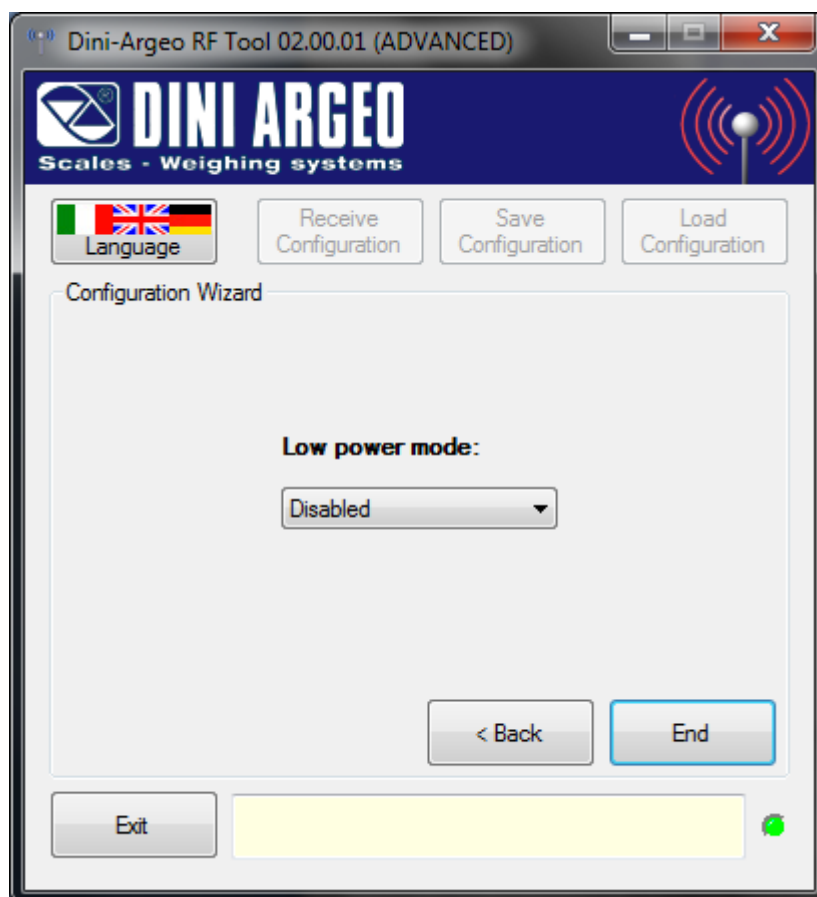 Dini-Argeo RF Tool 02.00.01 (ADVANCED)
DINI ARGEO
Scales - Weighing systems
Language
Receive
Configuration
Save
Configuration
Load
Configuration
Configuration Wizard
Low power mode:
Disabled
< Back
End
Exit